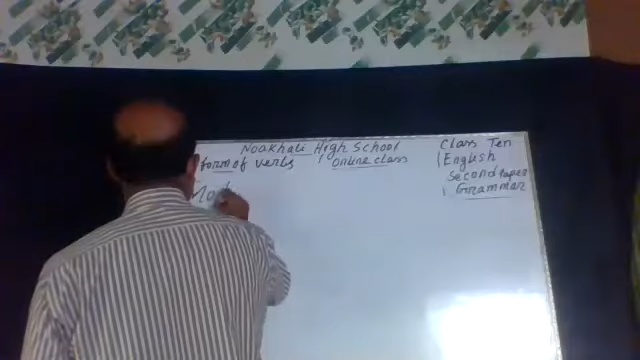 Noakhali High School
form of verbs online class
Class Ten
English
Second Paper
Grammar